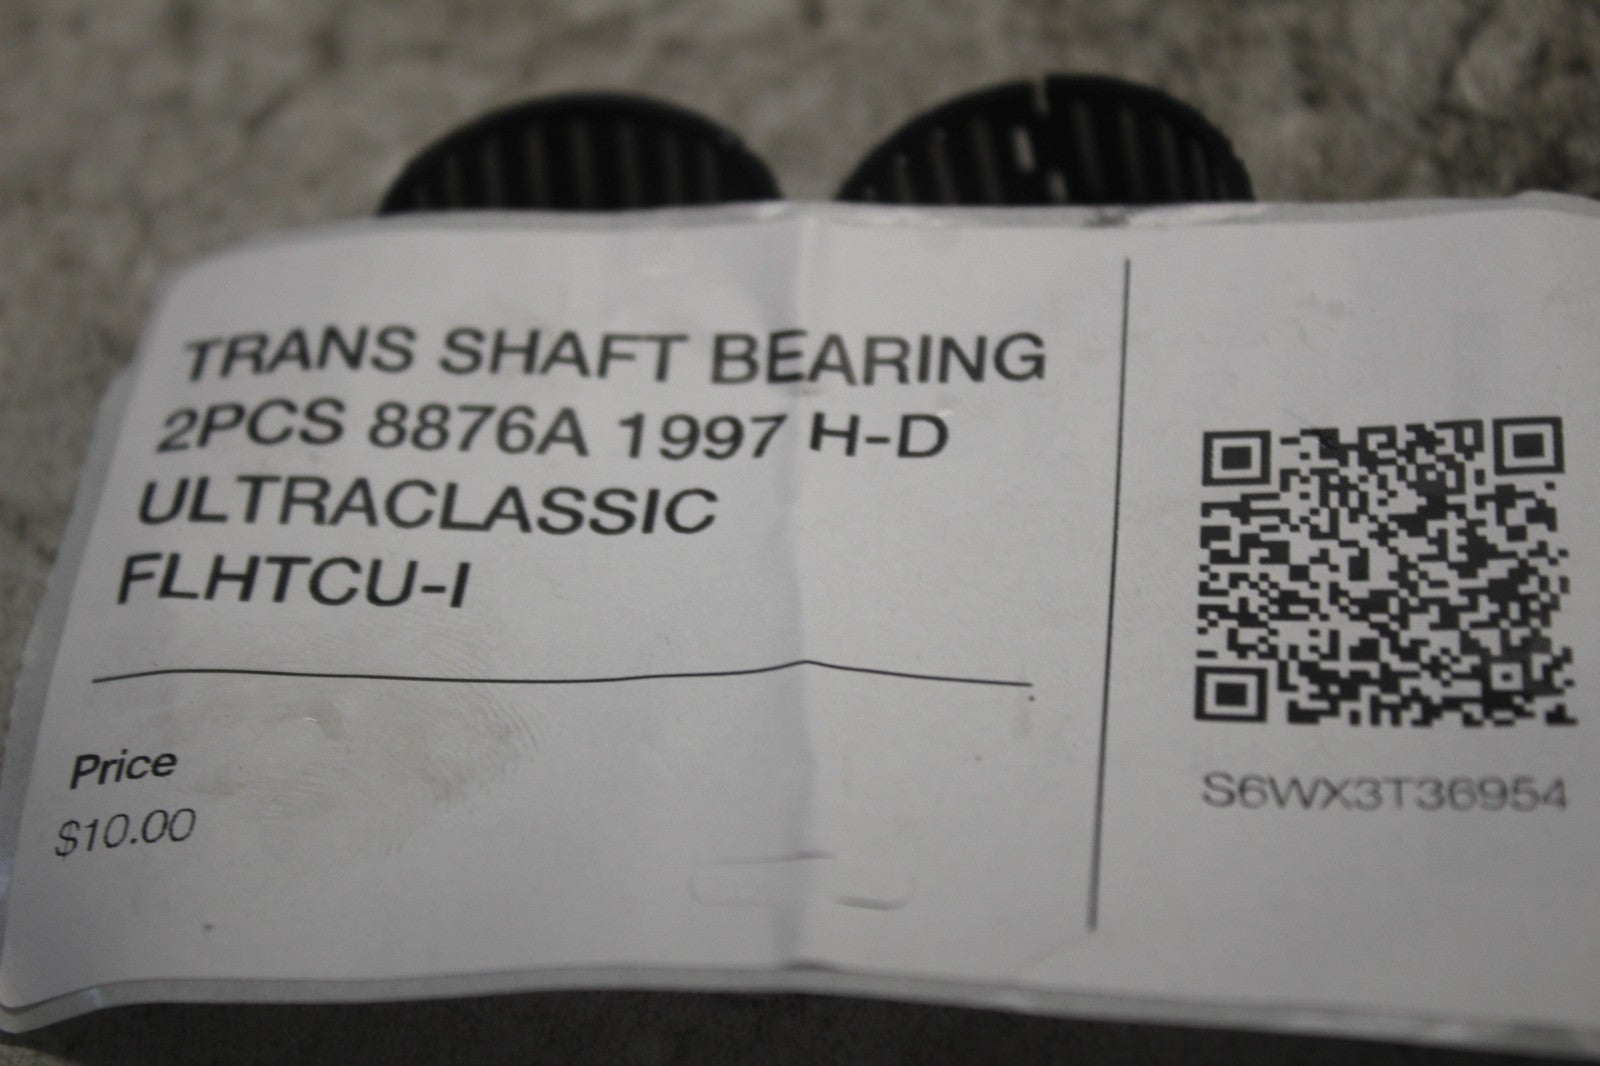 TRANS SHAFT BEARING
2PCS 8876A 1997 H-D
ULTRACLASSIC
FLHTCU-I
Price
$10.00
S6WX3T36954